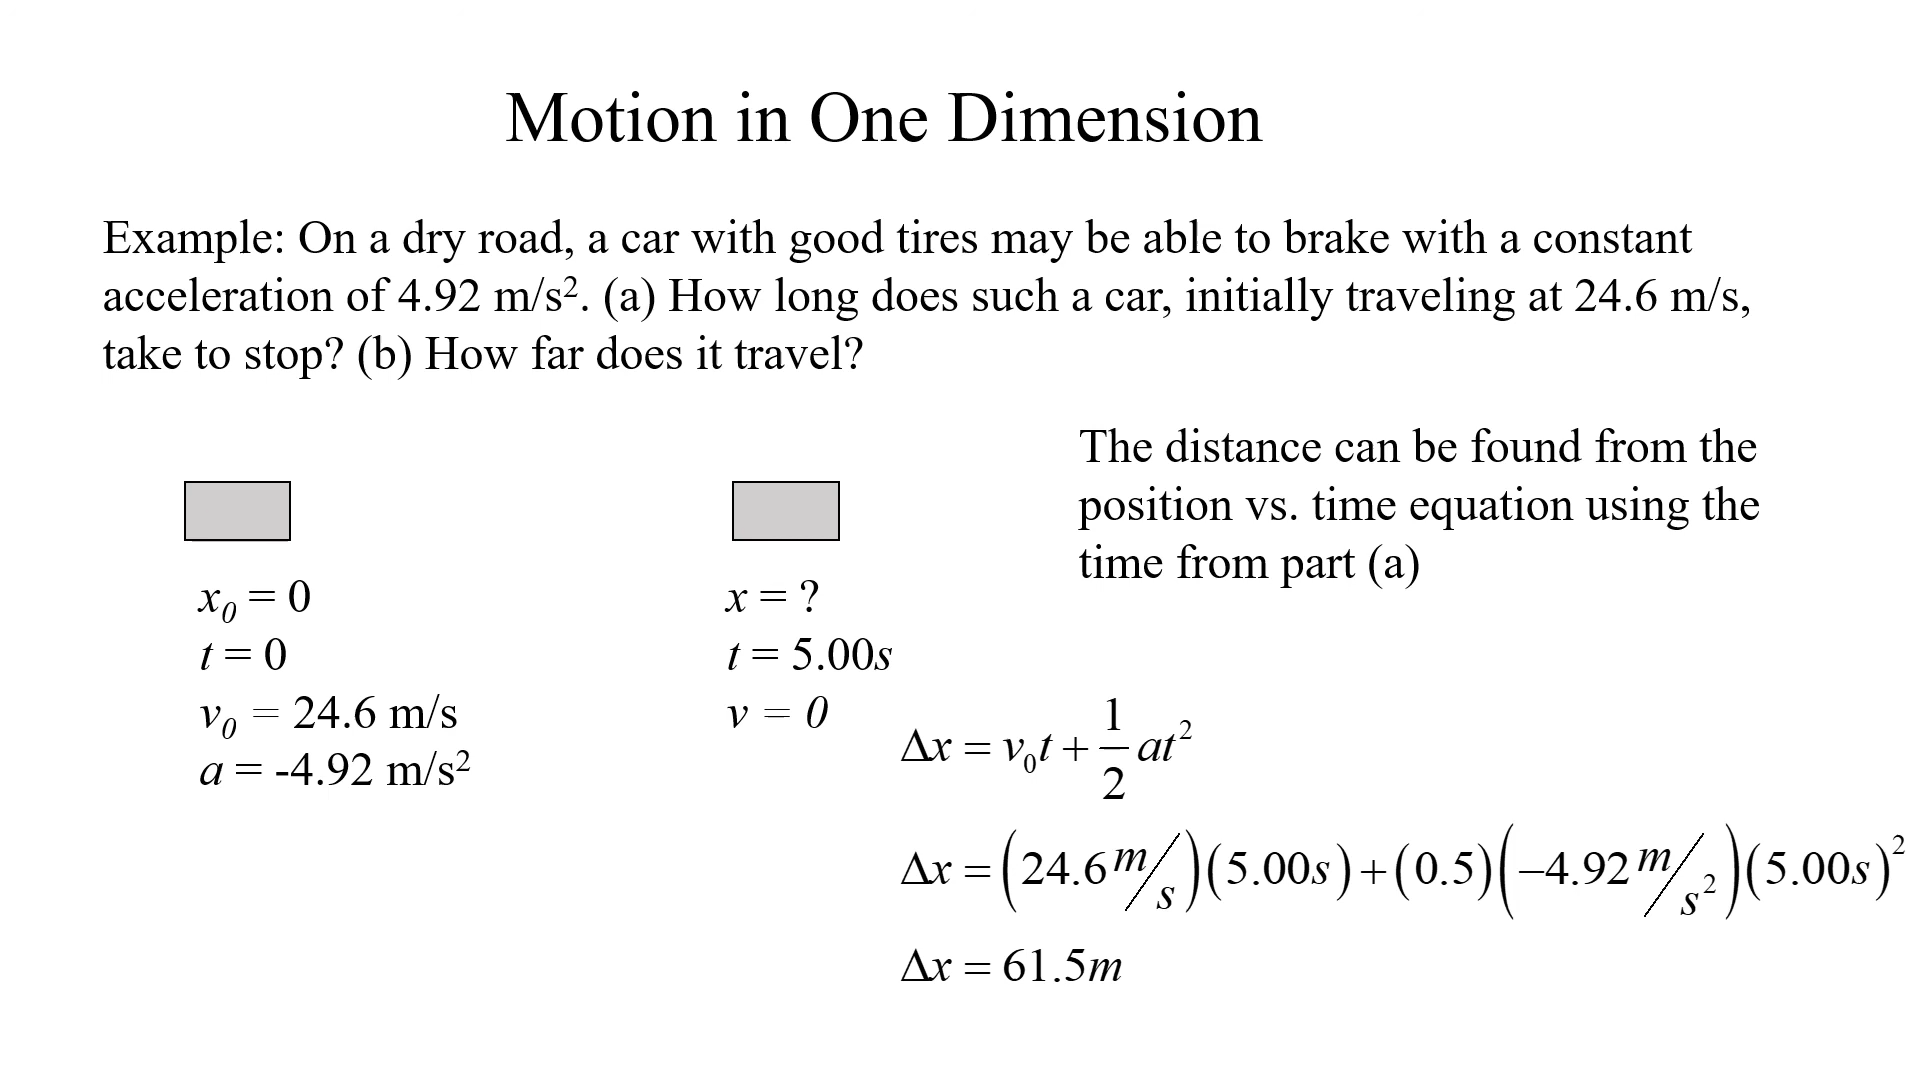 Motion in One Dimension
Example: On a dry road, a car with good tires may be able to brake with a constant
acceleration of 4.92 m/s². (a) How long does such a car, initially traveling at 24.6 m/s,
take to stop? (b) How far does it travel?
The distance can be found from the
position vs. time equation using the
time from part (a)
x₀ = 0
t = 0
v₀ = 24.6 m/s
a = -4.92 m/s²
x = ?
t = 5.00s
v = 0
Δx = v₀t + 1/2 at²
Δx = (24.6 m/s)(5.00s) + (0.5)(−4.92 m/s²)(5.00s)²
Δx = 61.5m